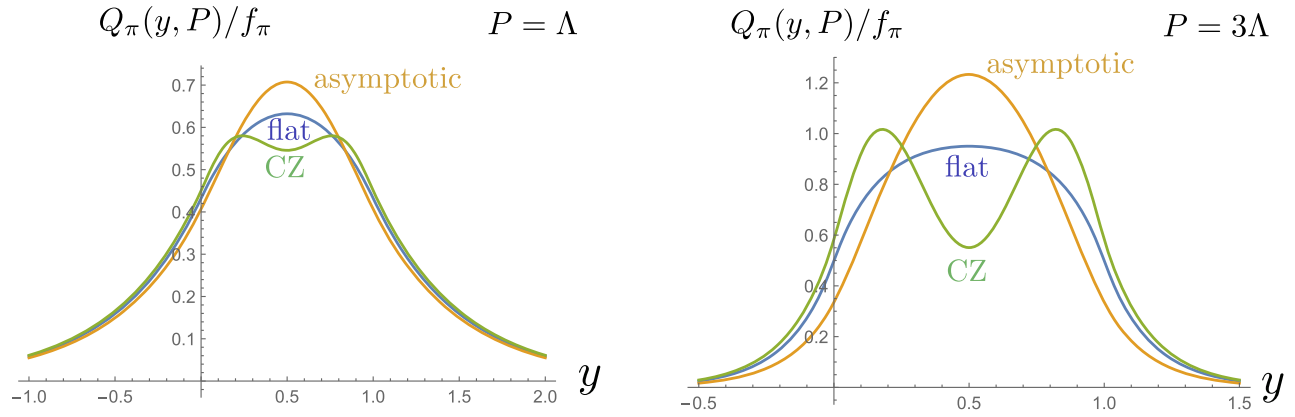 Q_π(y, P)/f_π P = Λ
asymptotic
flat
CZ
0.7
0.6
0.5
0.4
0.3
0.2
0.1
−1.0 −0.5 0.5 1.0 1.5 2.0
y
Q_π(y, P)/f_π P = 3Λ
asymptotic
flat
CZ
1.2
1.0
0.8
0.6
0.4
0.2
−0.5 0.5 1.0 1.5
y